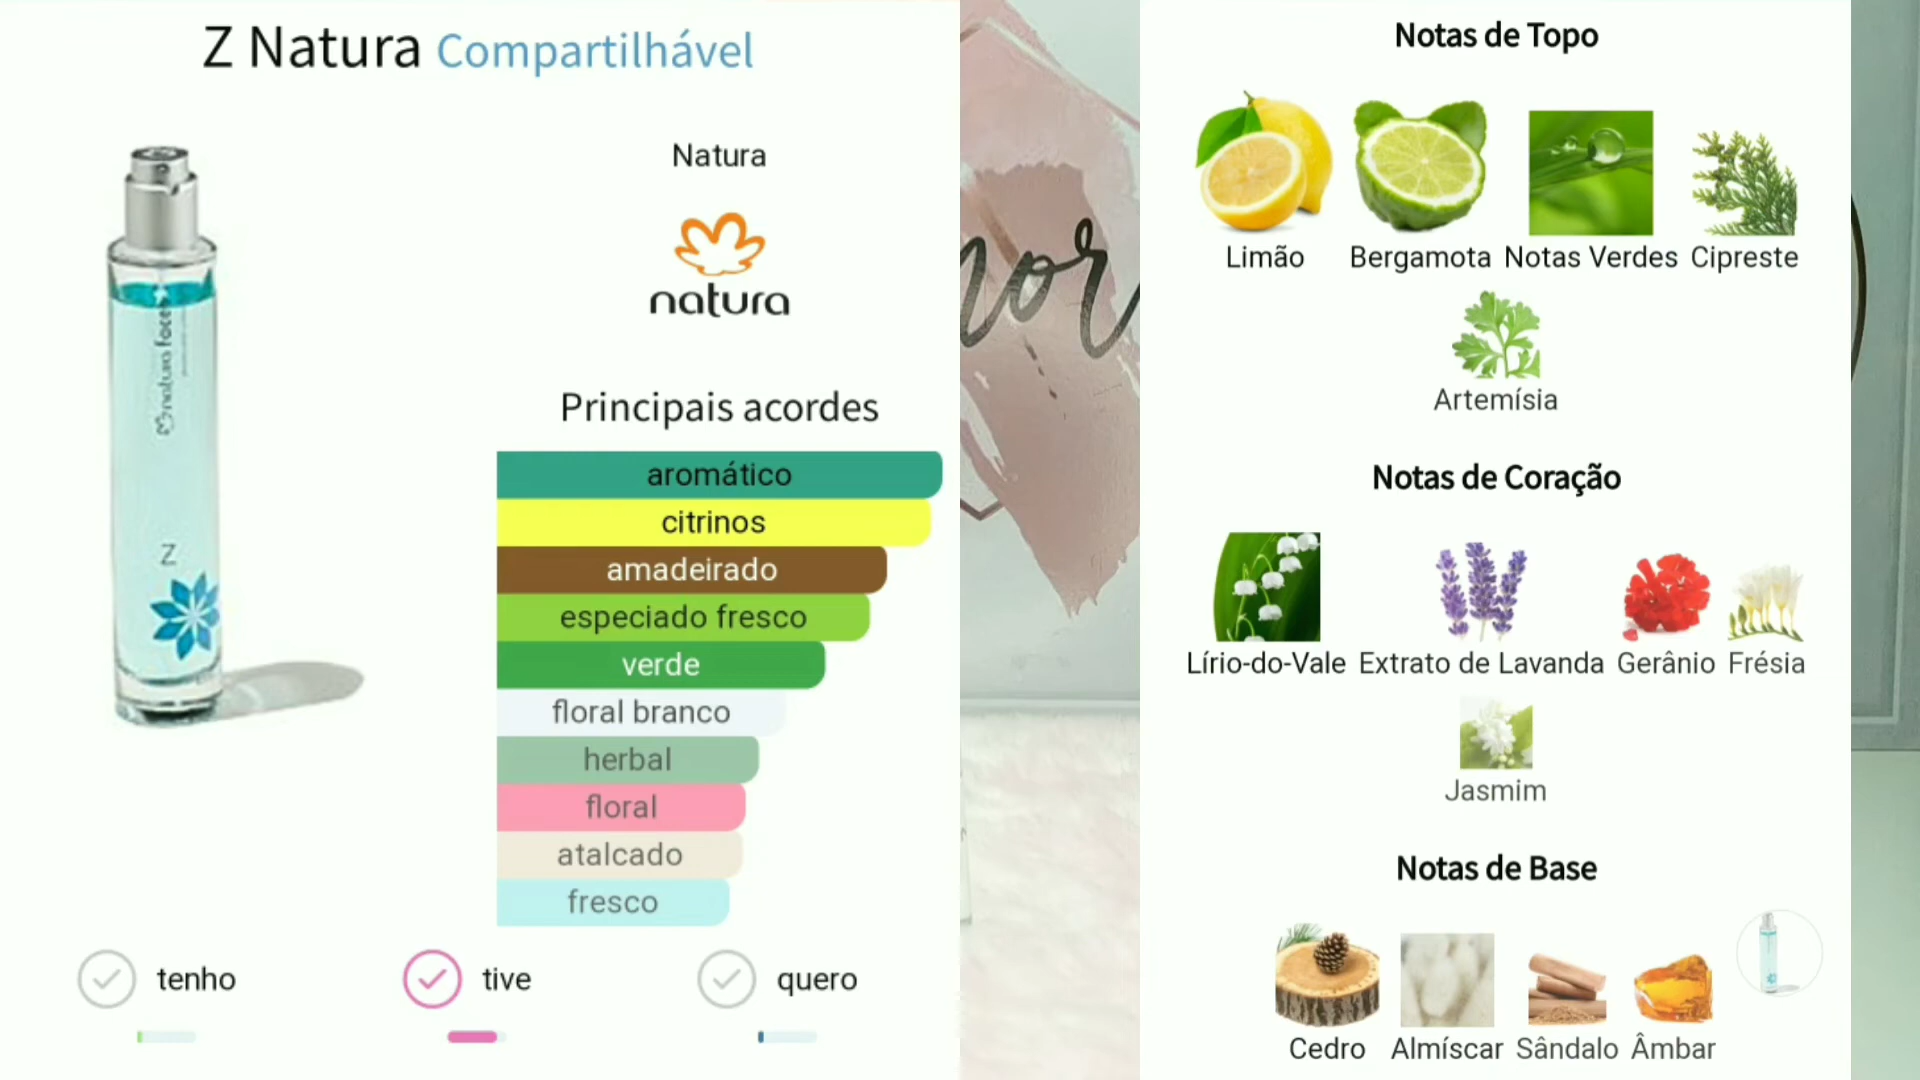 Z Natura Compartilhável
Natura
natura
Principais acordes
aromático
citrinos
amadeirado
especiado fresco
verde
floral branco
herbal
floral
atalcado
fresco
tenho
tive
quero
natura faces
Z
Notas de Topo
Limão
Bergamota
Notas Verdes
Cipreste
Artemísia
Notas de Coração
Lírio-do-Vale
Extrato de Lavanda
Gerânio
Frésia
Jasmim
Notas de Base
Cedro
Almíscar
Sândalo
Âmbar